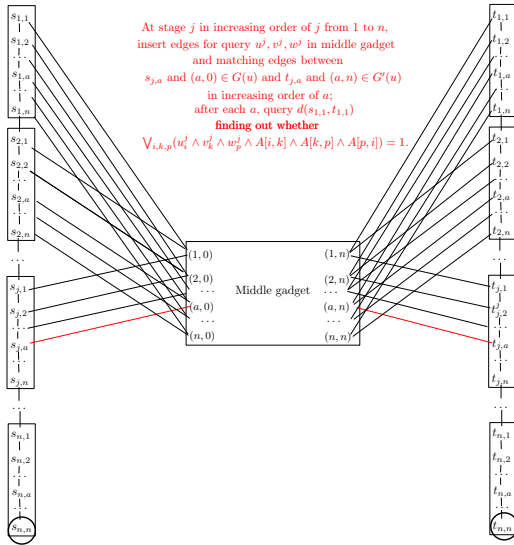 At stage j in increasing order of j from 1 to n,
insert edges for query u^j, v^j, w^j in middle gadget
and matching edges between
s_{j,a} and (a, 0) ∈ G(u) and t_{j,a} and (a, n) ∈ G′(u)
in increasing order of a;
after each a, query d(s_{1,1}, t_{1,1})
finding out whether
⋁_{i,k,p}(u_i^j ∧ v_k^j ∧ w_p^j ∧ A[i, k] ∧ A[k, p] ∧ A[p, i]) = 1.
s_{1,1}
s_{1,2}
...
s_{1,a}
...
s_{1,n}
s_{2,1}
s_{2,2}
...
s_{2,a}
...
s_{2,n}
...
s_{j,1}
s_{j,2}
...
s_{j,a}
...
s_{j,n}
...
s_{n,1}
s_{n,2}
...
s_{n,a}
...
s_{n,n}
(1, 0)
(2, 0)
...
(a, 0)
...
(n, 0)
Middle gadget
(1, n)
(2, n)
...
(a, n)
...
(n, n)
t_{1,1}
t_{1,2}
...
t_{1,a}
...
t_{1,n}
t_{2,1}
t_{2,2}
...
t_{2,a}
...
t_{2,n}
...
t_{j,1}
t_{j,2}
...
t_{j,a}
...
t_{j,n}
...
t_{n,1}
t_{n,2}
...
t_{n,a}
...
t_{n,n}